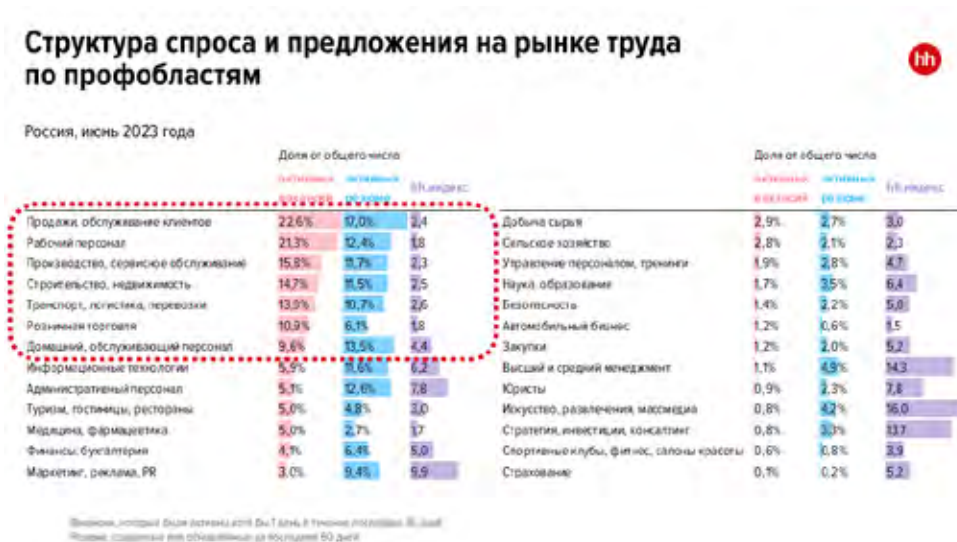 Структура спроса и предложения на рынке труда
по профобластям
hh
Россия, июнь 2023 года
Доля от общего числа
активных вакансий активных резюме hh.индекс
Продажи, обслуживание клиентов 22,6% 17,0% 2,4
Рабочий персонал 21,3% 12,4% 1,8
Производство, сервисное обслуживание 15,8% 11,7% 2,3
Строительство, недвижимость 14,7% 11,5% 2,5
Транспорт, логистика, перевозки 13,9% 10,7% 2,6
Розничная торговля 10,9% 6,1% 1,8
Домашний, обслуживающий персонал 9,6% 13,5% 4,4
Информационные технологии 5,9% 11,6% 6,2
Административный персонал 5,1% 12,6% 7,8
Туризм, гостиницы, рестораны 5,0% 4,8% 3,0
Медицина, фармацевтика 5,0% 2,7% 1,7
Финансы, бухгалтерия 4,1% 6,4% 5,0
Маркетинг, реклама, PR 3,0% 9,4% 9,9
Доля от общего числа
активных вакансий активных резюме hh.индекс
Добыча сырья 2,9% 2,7% 3,0
Сельское хозяйство 2,8% 2,1% 2,3
Управление персоналом, тренинги 1,9% 2,8% 4,7
Наука, образование 1,7% 3,5% 6,4
Безопасность 1,4% 2,2% 5,0
Автомобильный бизнес 1,2% 0,6% 1,5
Закупки 1,2% 2,0% 5,2
Высший и средний менеджмент 1,1% 4,9% 14,3
Юристы 0,9% 2,3% 7,8
Искусство, развлечения, массмедиа 0,8% 4,2% 16,0
Стратегия, инвестиции, консалтинг 0,8% 3,3% 13,7
Спортивные клубы, фитнес, салоны красоты 0,6% 0,8% 3,9
Страхование 0,1% 0,2% 5,2